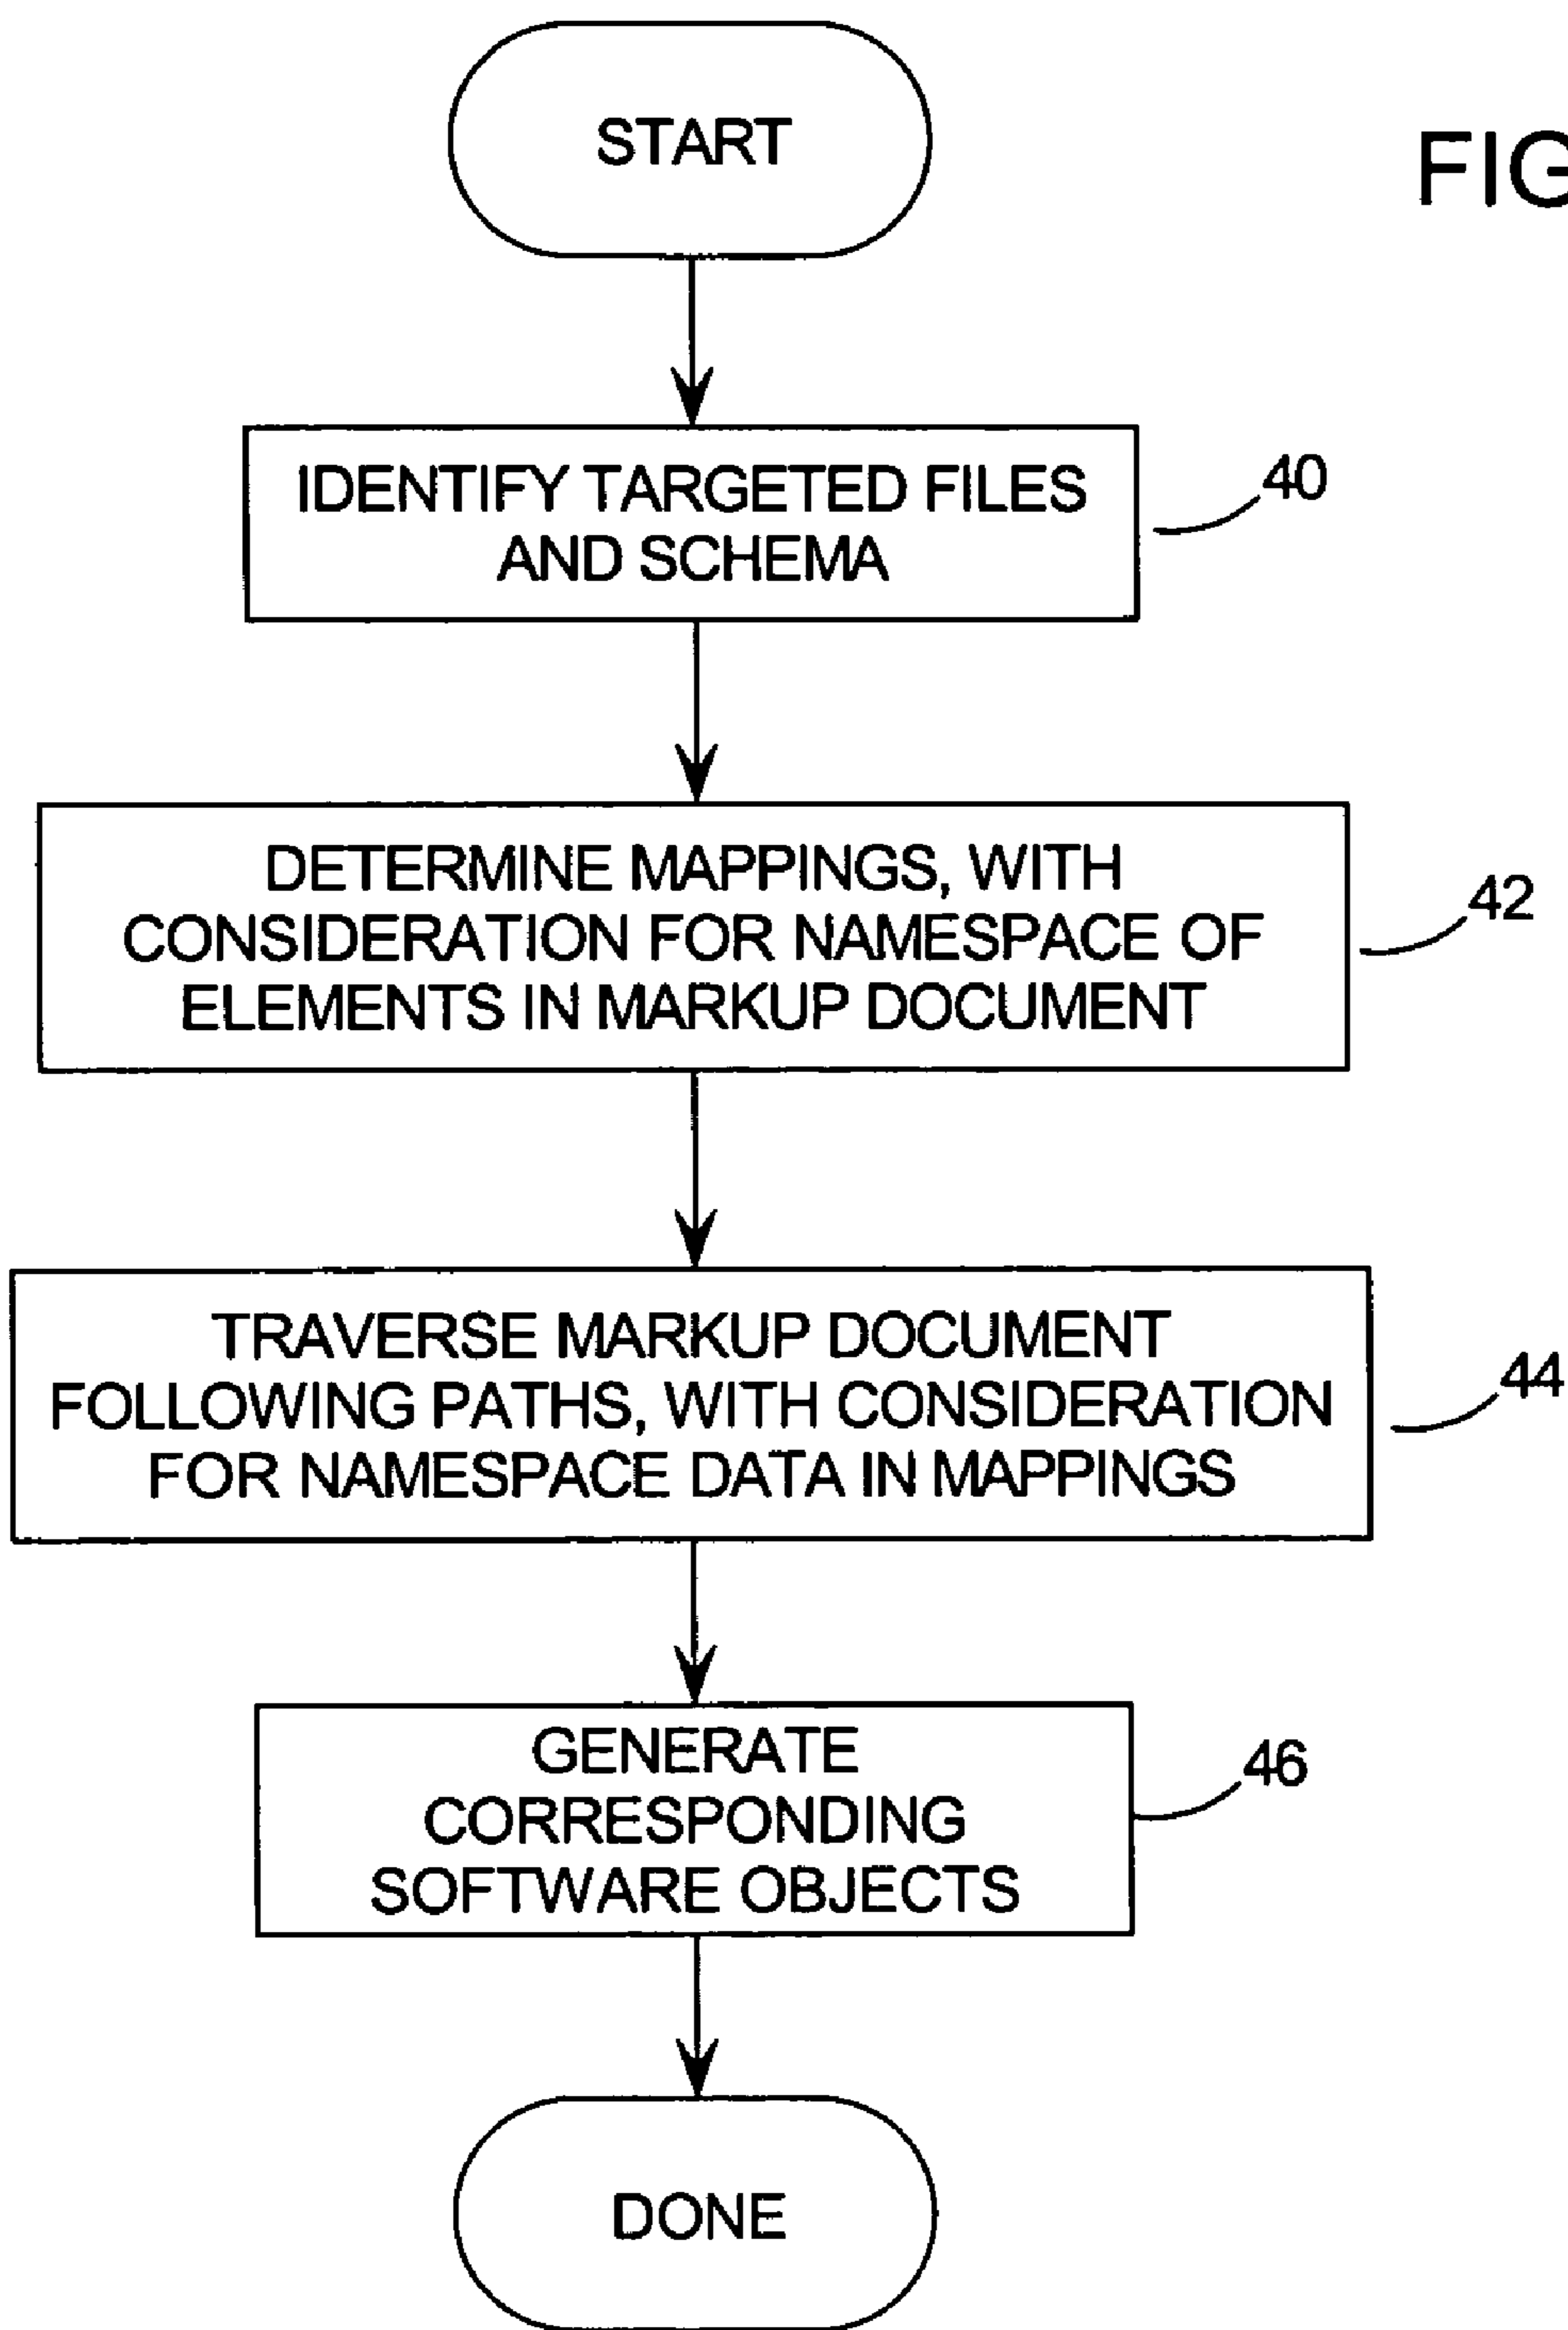 START
FIG
IDENTIFY TARGETED FILES
AND SCHEMA
40
DETERMINE MAPPINGS, WITH
CONSIDERATION FOR NAMESPACE OF
ELEMENTS IN MARKUP DOCUMENT
42
TRAVERSE MARKUP DOCUMENT
FOLLOWING PATHS, WITH CONSIDERATION
FOR NAMESPACE DATA IN MAPPINGS
44
GENERATE
CORRESPONDING
SOFTWARE OBJECTS
46
DONE